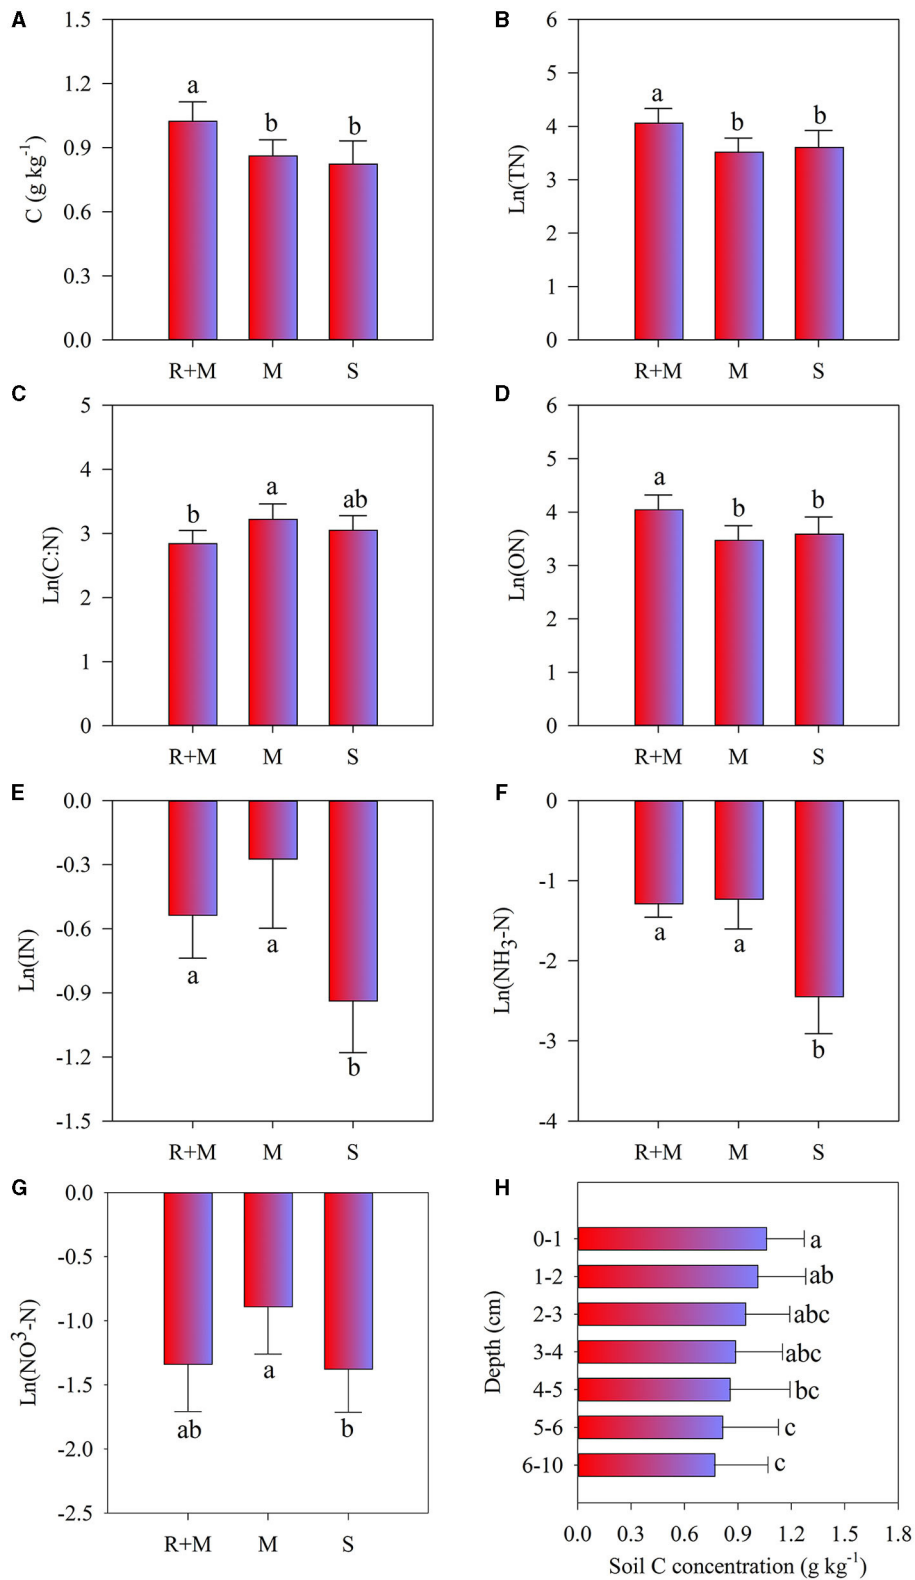 A
1.5
1.2
0.9
0.6
0.3
0.0
C (g kg⁻¹)
a
b
b
R+M M S
B
6
5
4
3
2
1
0
Ln(TN)
a
b
b
R+M M S
C
5
4
3
2
1
0
Ln(C:N)
b
a
ab
R+M M S
D
6
5
4
3
2
1
0
Ln(ON)
a
b
b
R+M M S
E
0.0
-0.3
-0.6
-0.9
-1.2
-1.5
Ln(IN)
a
a
b
R+M M S
F
0
-1
-2
-3
-4
Ln(NH₃-N)
a
a
b
R+M M S
G
0.0
-0.5
-1.0
-1.5
-2.0
-2.5
Ln(NO³-N)
ab
a
b
R+M M S
H
Depth (cm)
0-1 a
1-2 ab
2-3 abc
3-4 abc
4-5 bc
5-6 c
6-10 c
0.0 0.3 0.6 0.9 1.2 1.5 1.8
Soil C concentration (g kg⁻¹)